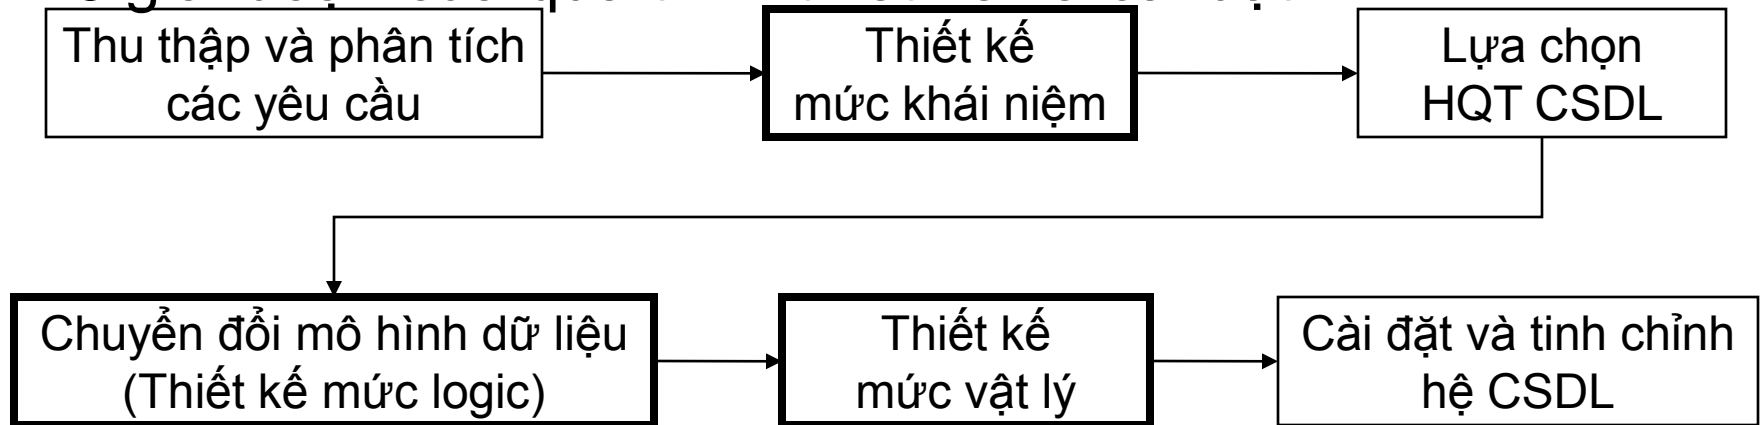 Thu thập và phân tích
các yêu cầu
Thiết kế
mức khái niệm
Lựa chọn
HQT CSDL
Chuyển đổi mô hình dữ liệu
(Thiết kế mức logic)
Thiết kế
mức vật lý
Cài đặt và tinh chỉnh
hệ CSDL